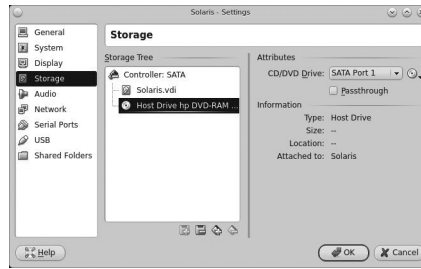 Solaris - Settings
General
System
Display
Storage
Audio
Network
Serial Ports
USB
Shared Folders
Storage
Storage Tree
Controller: SATA
Solaris.vdi
Host Drive hp DVD-RAM ...
Attributes
CD/DVD Drive: SATA Port 1
Passthrough
Information
Type: Host Drive
Size: --
Location: --
Attached to: Solaris
Help
OK
Cancel